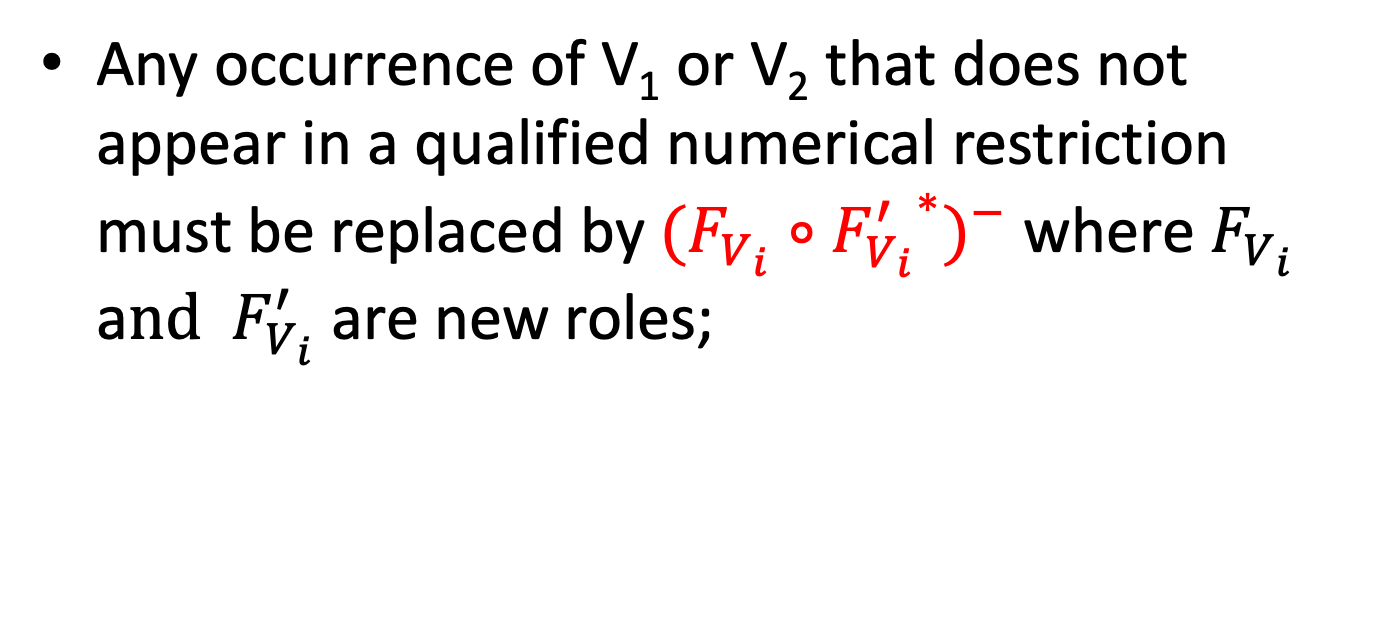 • Any occurrence of V₁ or V₂ that does not
appear in a qualified numerical restriction
must be replaced by $(F_{V_i} \circ {F'_{V_i}}^{*})^{-}$ where $F_{V_i}$
and $F'_{V_i}$ are new roles;